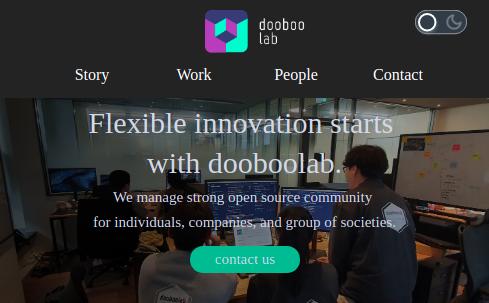 dooboo
lab
Story
Work
People
Contact
Flexible innovation starts
with dooboolab.
We manage strong open source community
for individuals, companies, and group of societies.
contact us